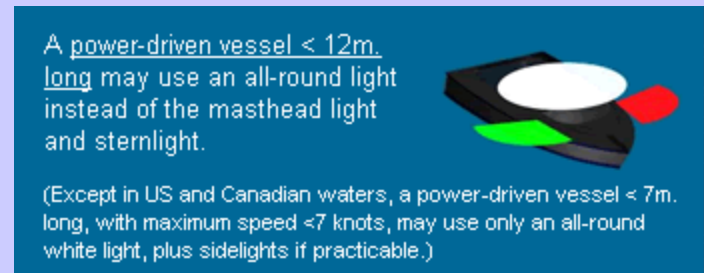 A power-driven vessel < 12m.
long may use an all-round light
instead of the masthead light
and sternlight.
(Except in US and Canadian waters, a power-driven vessel < 7m.
long, with maximum speed <7 knots, may use only an all-round
white light, plus sidelights if practicable.)